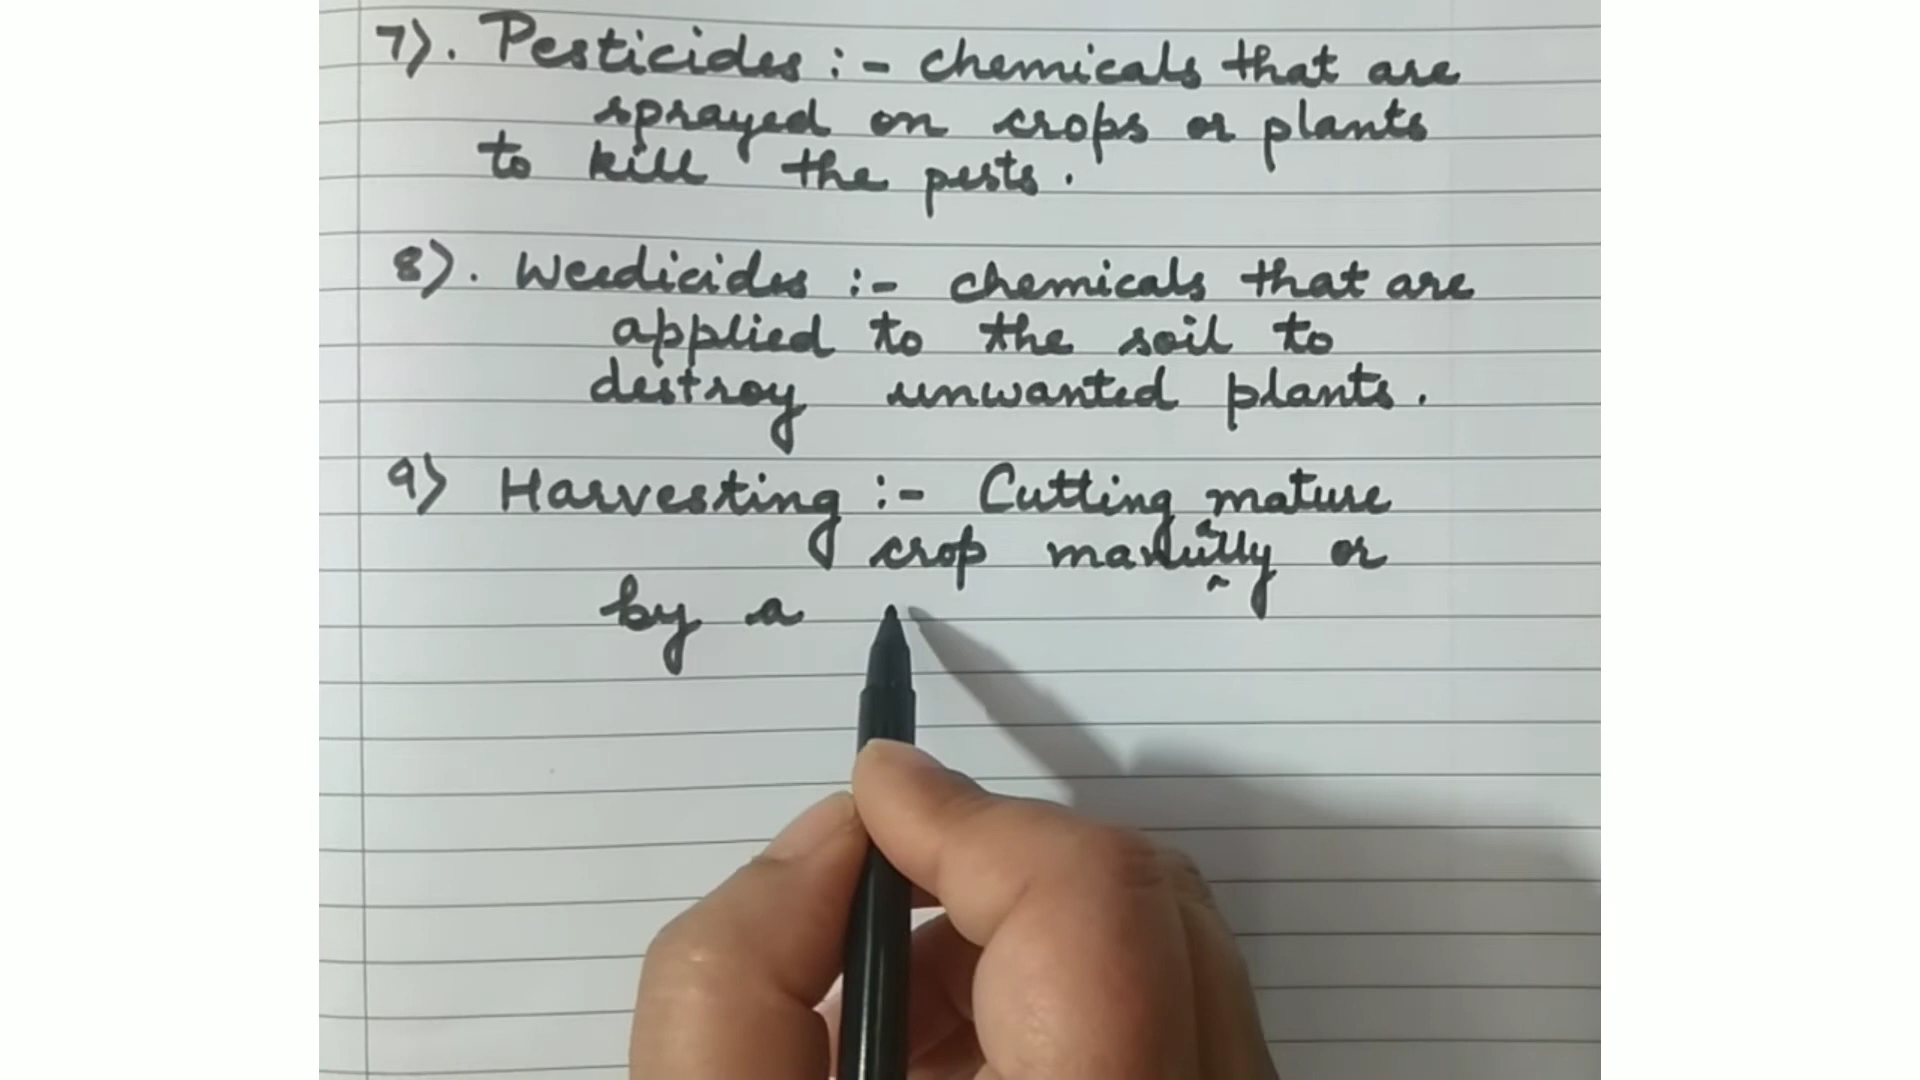 7). Pesticides :- chemicals that are
sprayed on crops or plants
to kill the pests.
8). Weedicides :- chemicals that are
applied to the soil to
destroy unwanted plants.
9) Harvesting :- Cutting mature
crop manually or
by a